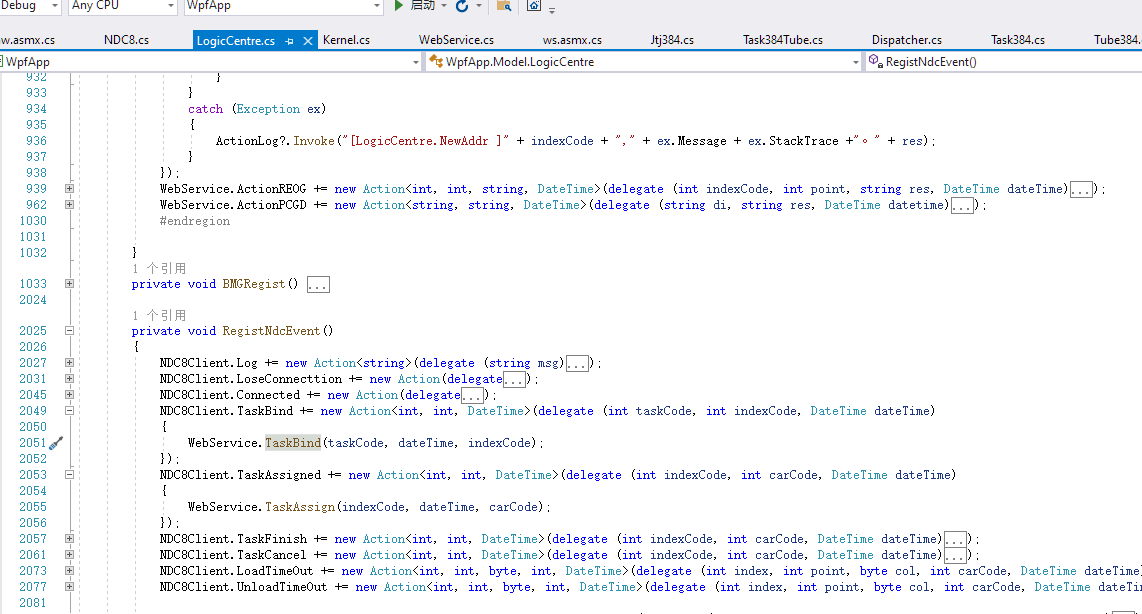 Debug Any CPU WpfApp 启动
w.asmx.cs NDC8.cs LogicCentre.cs Kernel.cs WebService.cs ws.asmx.cs Jtj384.cs Task384Tube.cs Dispatcher.cs Task384.cs Tube384.
WpfApp WpfApp.Model.LogicCentre RegistNdcEvent()
932 }
933 }
934 catch (Exception ex)
935 {
936 ActionLog?.Invoke("[LogicCentre.NewAddr ]" + indexCode + "," + ex.Message + ex.StackTrace +"。" + res);
937 }
938 });
939 WebService.ActionREOG += new Action<int, int, string, DateTime>(delegate (int indexCode, int point, string res, DateTime dateTime)...);
962 WebService.ActionPCGD += new Action<string, string, DateTime>(delegate (string di, string res, DateTime datetime)...);
1030 #endregion
1031
1032 }
1 个引用
1033 private void BMGRegist() ...
2024
1 个引用
2025 private void RegistNdcEvent()
2026 {
2027 NDC8Client.Log += new Action<string>(delegate (string msg)...);
2031 NDC8Client.LoseConnecttion += new Action(delegate...);
2045 NDC8Client.Connected += new Action(delegate...);
2049 NDC8Client.TaskBind += new Action<int, int, DateTime>(delegate (int taskCode, int indexCode, DateTime dateTime)
2050 {
2051 WebService.TaskBind(taskCode, dateTime, indexCode);
2052 });
2053 NDC8Client.TaskAssigned += new Action<int, int, DateTime>(delegate (int indexCode, int carCode, DateTime dateTime)
2054 {
2055 WebService.TaskAssign(indexCode, dateTime, carCode);
2056 });
2057 NDC8Client.TaskFinish += new Action<int, int, DateTime>(delegate (int indexCode, int carCode, DateTime dateTime)...);
2061 NDC8Client.TaskCancel += new Action<int, int, DateTime>(delegate (int indexCode, int carCode, DateTime dateTime)...);
2073 NDC8Client.LoadTimeOut += new Action<int, int, byte, int, DateTime>(delegate (int index, int point, byte col, int carCode, DateTime dateTime)
2077 NDC8Client.UnloadTimeOut += new Action<int, int, byte, int, DateTime>(delegate (int index, int point, byte col, int carCode, DateTime dateTi
2081